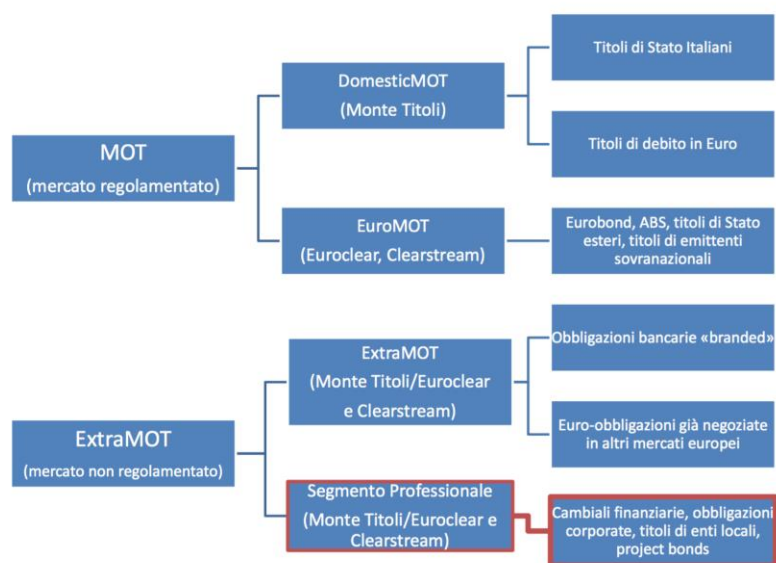 MOT
(mercato regolamentato)
DomesticMOT
(Monte Titoli)
Titoli di Stato Italiani
Titoli di debito in Euro
EuroMOT
(Euroclear, Clearstream)
Eurobond, ABS, titoli di Stato
esteri, titoli di emittenti
sovranazionali
ExtraMOT
(mercato non regolamentato)
ExtraMOT
(Monte Titoli/Euroclear
e Clearstream)
Obbligazioni bancarie «branded»
Euro-obbligazioni già negoziate
in altri mercati europei
Segmento Professionale
(Monte Titoli/Euroclear e
Clearstream)
Cambiali finanziarie, obbligazioni
corporate, titoli di enti locali,
project bonds